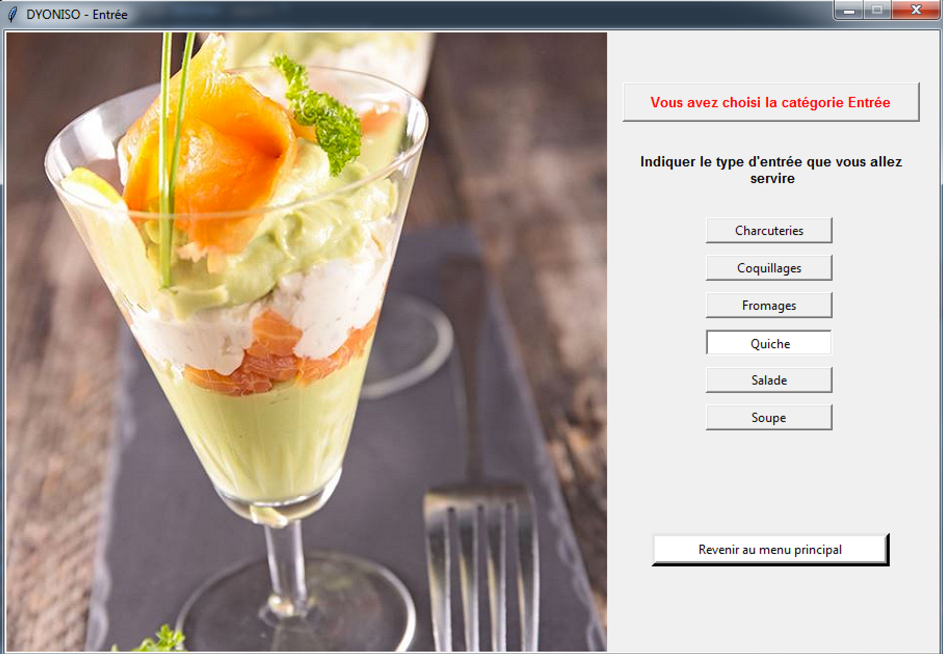 DYONISO - Entrée
Vous avez choisi la catégorie Entrée
Indiquer le type d'entrée que vous allez
servire
Charcuteries
Coquillages
Fromages
Quiche
Salade
Soupe
Revenir au menu principal